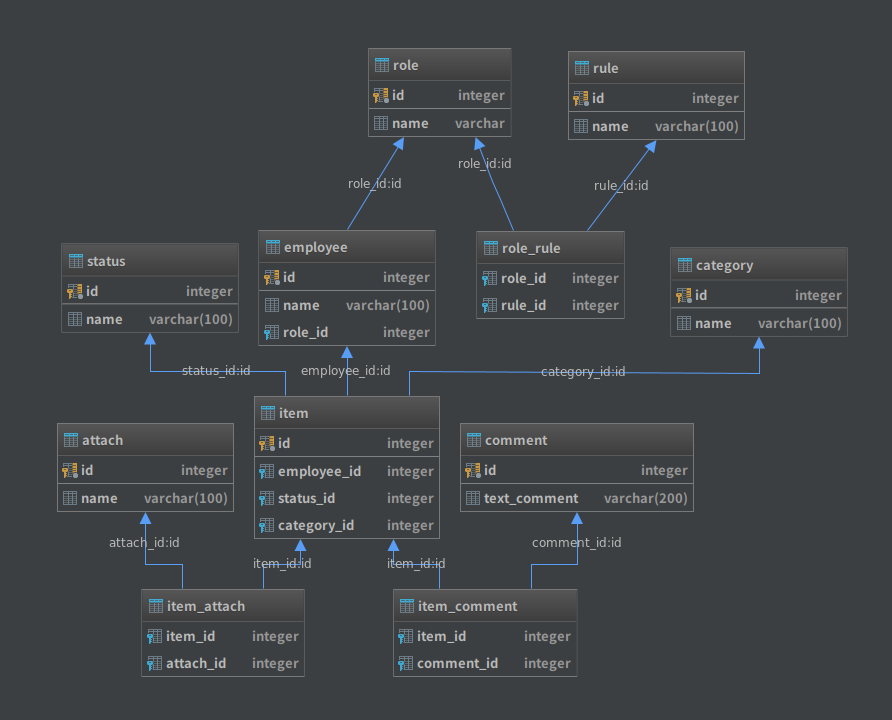 role
id integer
name varchar
rule
id integer
name varchar(100)
role_id:id
role_id:id
rule_id:id
status
id integer
name varchar(100)
employee
id integer
name varchar(100)
role_id integer
role_rule
role_id integer
rule_id integer
category
id integer
name varchar(100)
status_id:id
employee_id:id
category_id:id
attach
id integer
name varchar(100)
item
id integer
employee_id integer
status_id integer
category_id integer
comment
id integer
text_comment varchar(200)
attach_id:id
item_id:id
item_id:id
comment_id:id
item_attach
item_id integer
attach_id integer
item_comment
item_id integer
comment_id integer